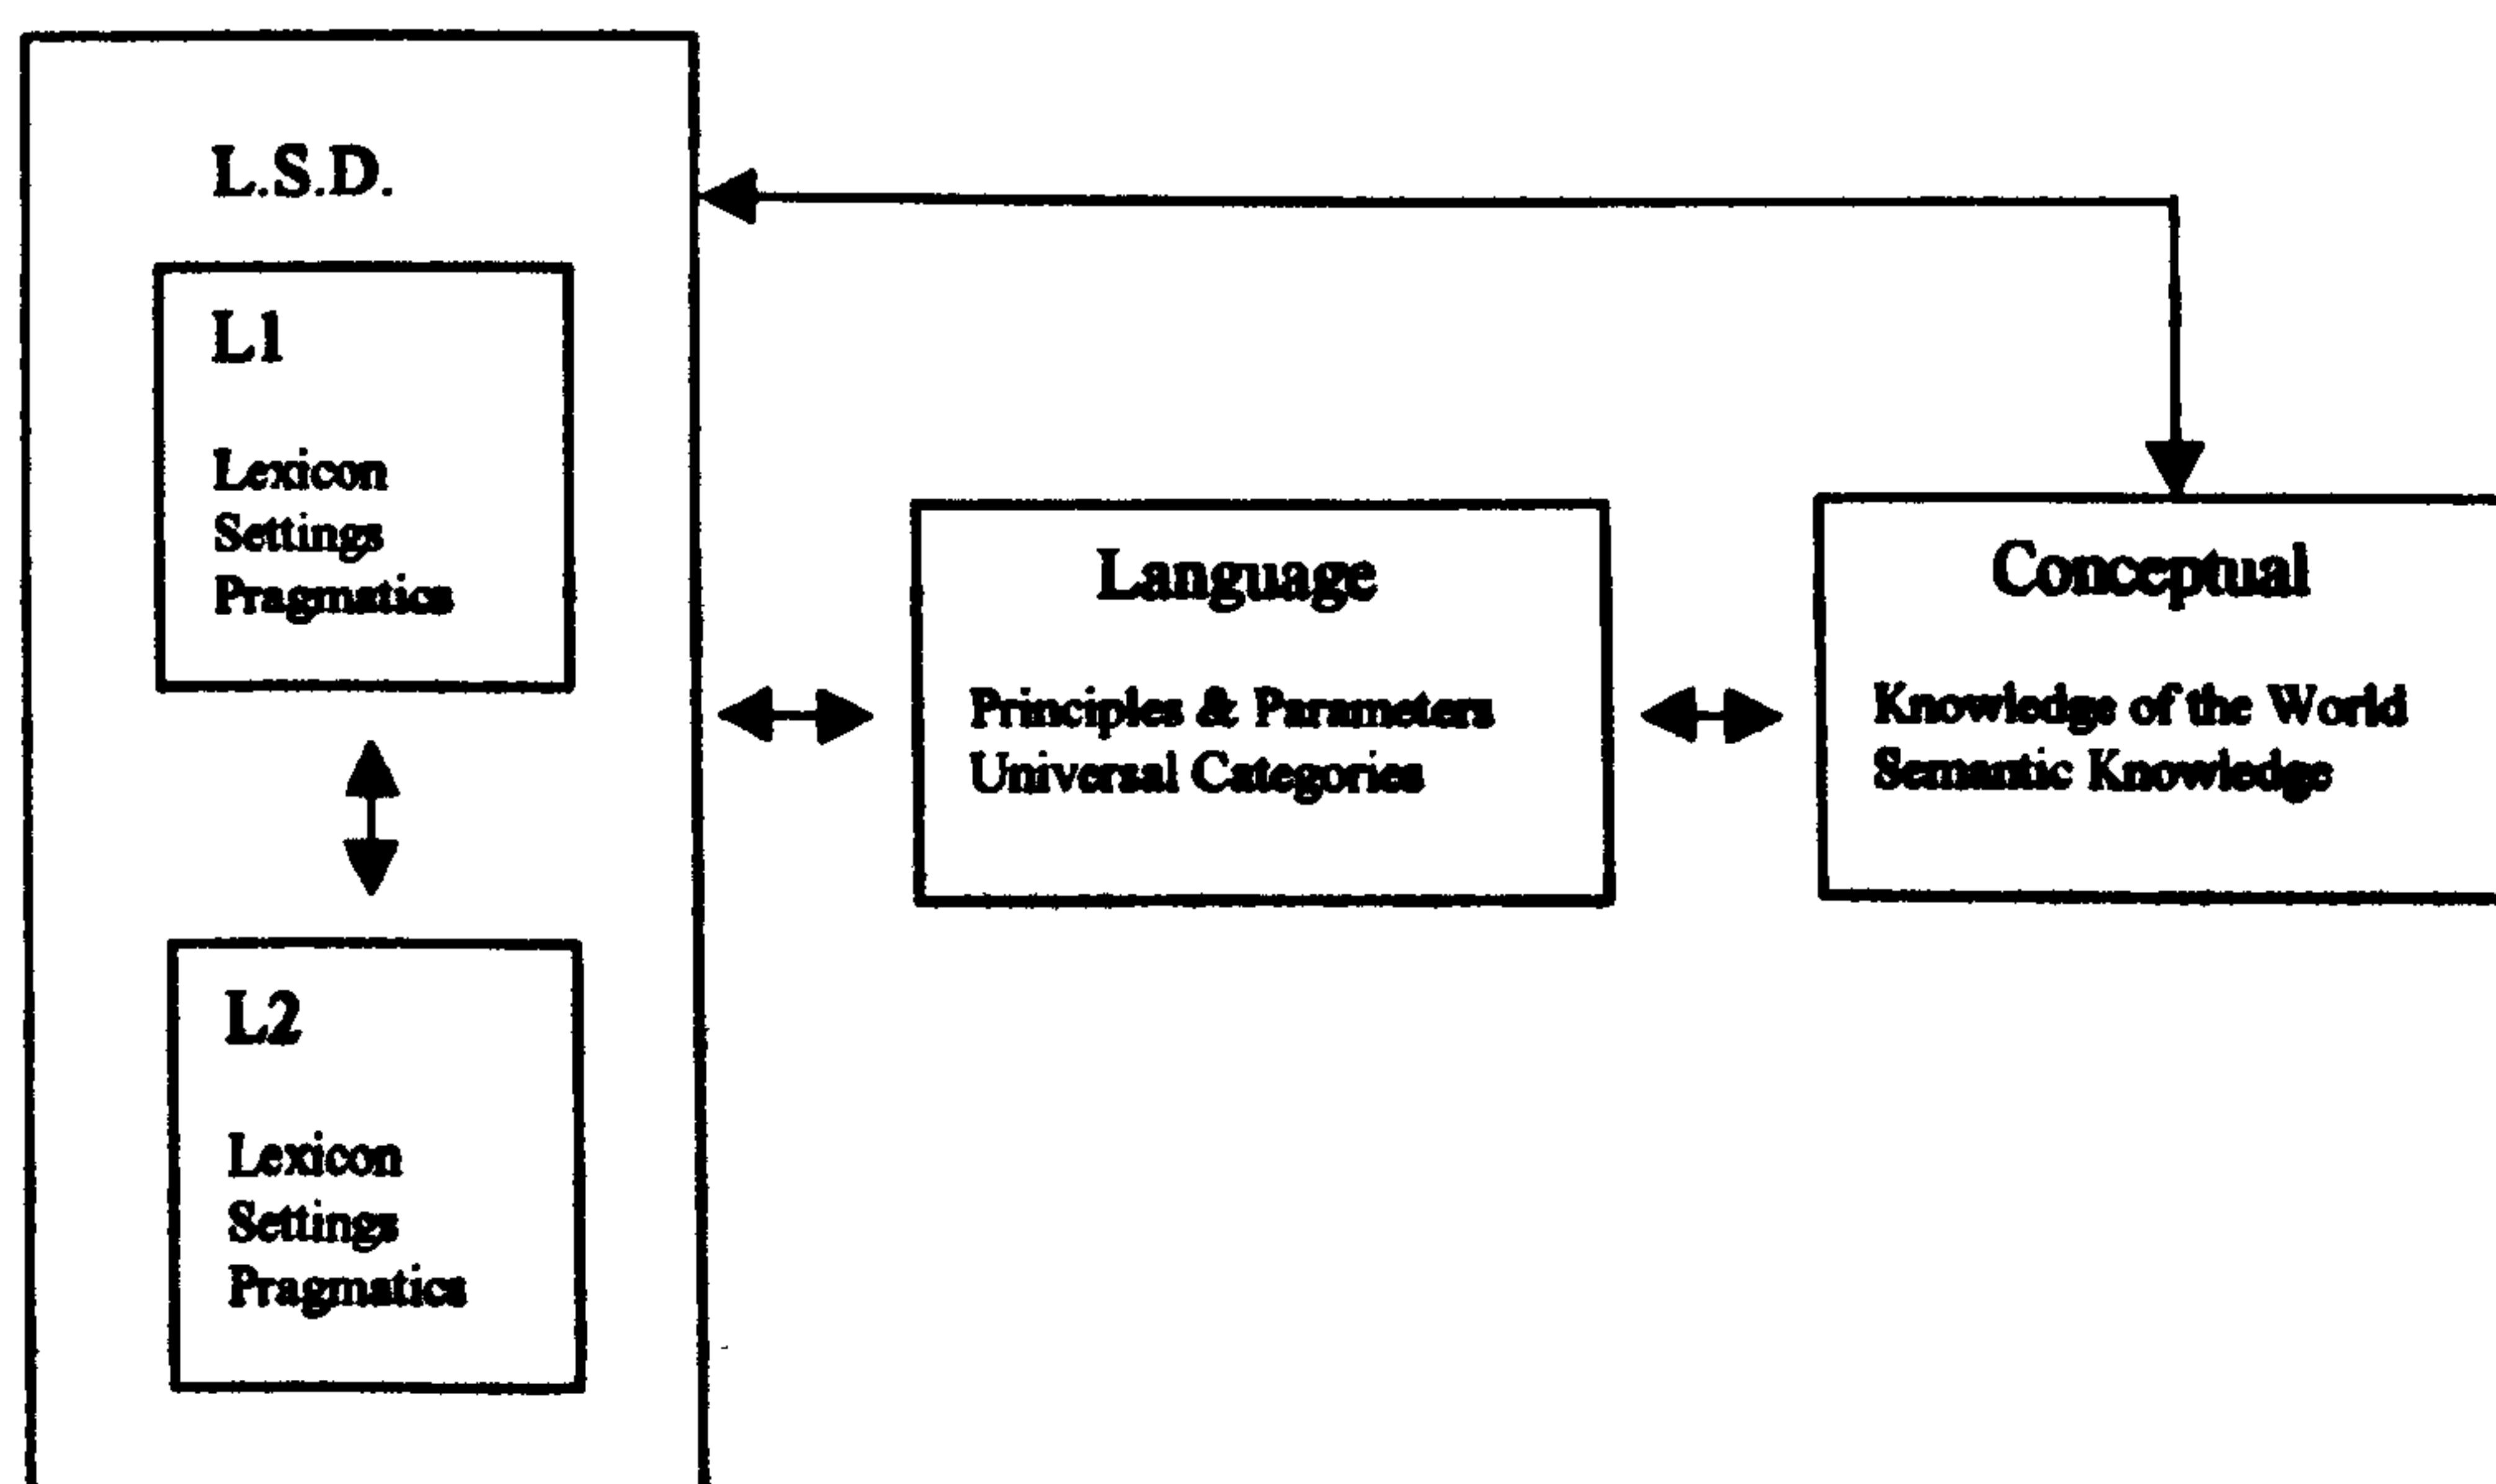 L.S.D.
L1
Lexicon
Settings
Pragmatics
L2
Lexicon
Settings
Pragmatics
Language
Principles & Parameters
Universal Categories
Conceptual
Knowledge of the World
Semantic Knowledge